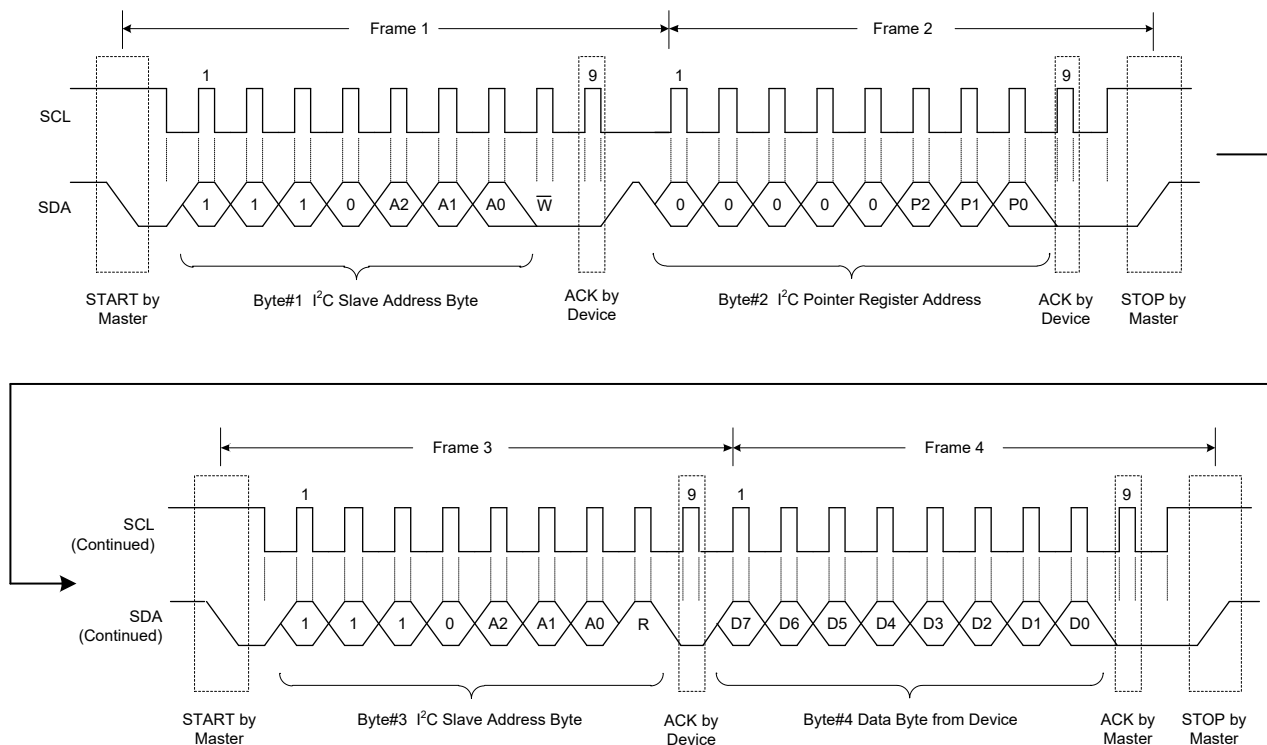 Frame 1 Frame 2
1 9 1 9
SCL
SDA 1 1 1 0 A2 A1 A0 W̅ 0 0 0 0 0 P2 P1 P0
START by Master
Byte#1 I²C Slave Address Byte
ACK by Device
Byte#2 I²C Pointer Register Address
ACK by Device
STOP by Master
Frame 3 Frame 4
1 9 1 9
SCL
(Continued)
SDA
(Continued)
1 1 1 0 A2 A1 A0 R D7 D6 D5 D4 D3 D2 D1 D0
START by Master
Byte#3 I²C Slave Address Byte
ACK by Device
Byte#4 Data Byte from Device
ACK by Master
STOP by Master